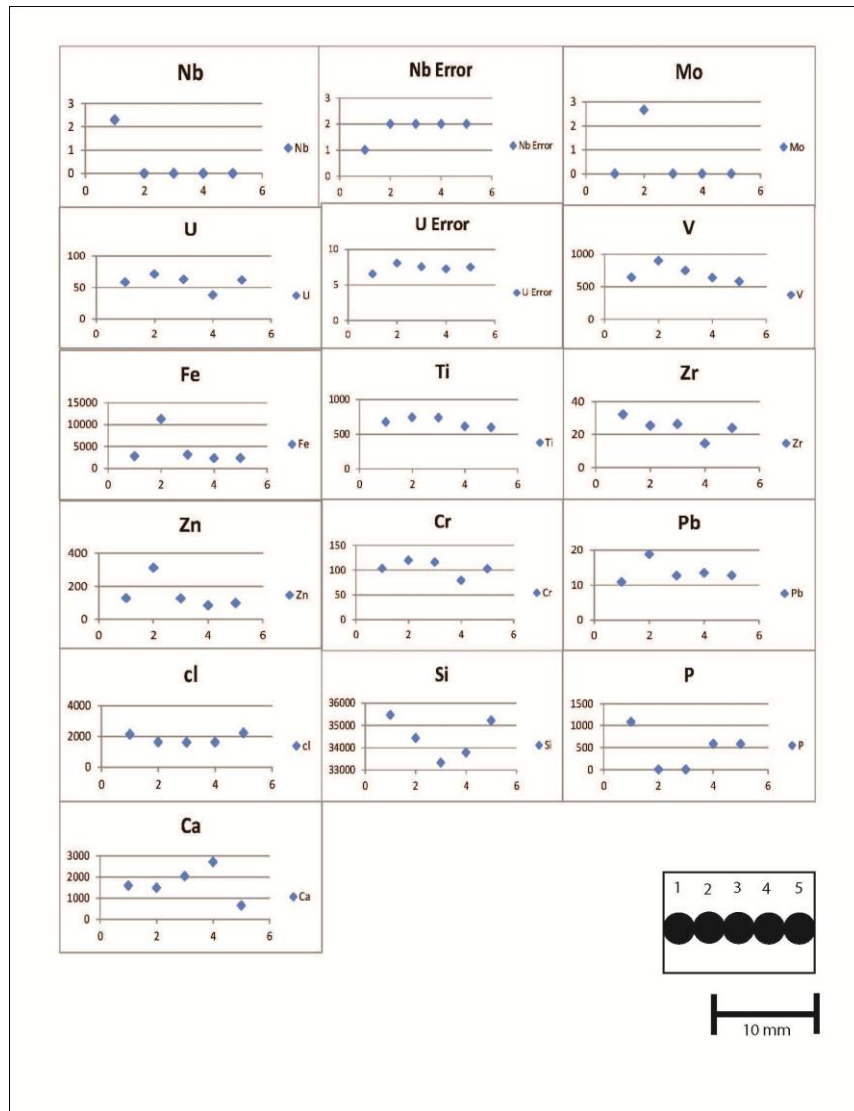 Nb
3
2
1
0
0 2 4 6
Nb
Nb Error
3
2
1
0
0 2 4 6
Nb Error
Mo
3
2
1
0
0 2 4 6
Mo
U
100
50
0
0 2 4 6
U
U Error
10
5
0
0 2 4 6
U Error
V
1000
500
0
0 2 4 6
V
Fe
15000
10000
5000
0
0 2 4 6
Fe
Ti
1000
500
0
0 2 4 6
Ti
Zr
40
20
0
0 2 4 6
Zr
Zn
400
200
0
0 2 4 6
Zn
Cr
150
100
50
0
0 2 4 6
Cr
Pb
20
10
0
0 2 4 6
Pb
cl
4000
2000
0
0 2 4 6
cl
Si
36000
35000
34000
33000
0 2 4 6
Si
P
1500
1000
500
0
0 2 4 6
P
Ca
3000
2000
1000
0
0 2 4 6
Ca
1 2 3 4 5
10 mm